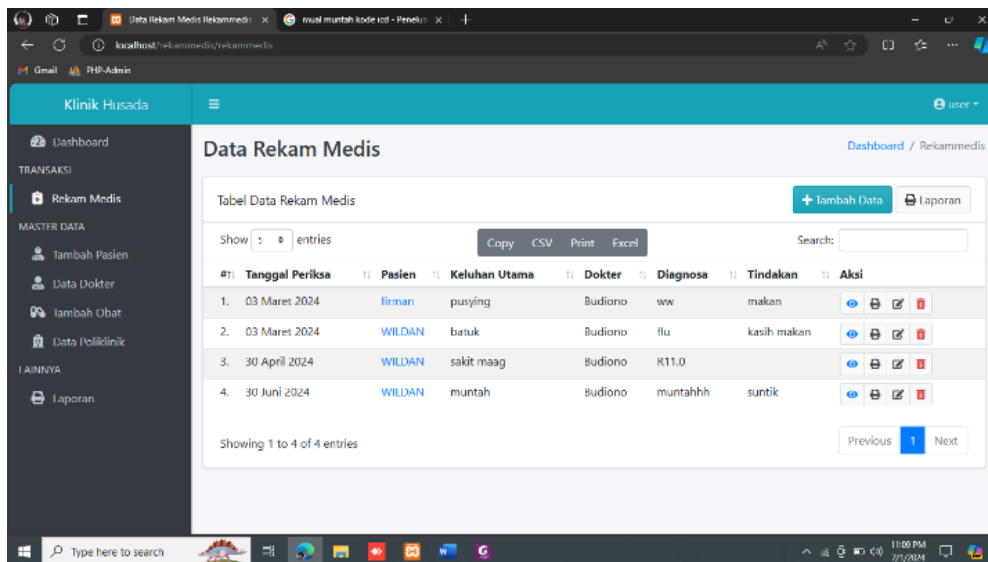 Data Rekam Medis Rekammedis
mual muntah kode icd - Penelus
localhost/rekammedis/rekammedis
Gmail PHP-Admin
Klinik Husada
user
Dashboard
TRANSAKSI
Rekam Medis
MASTER DATA
Tambah Pasien
Data Dokter
Tambah Obat
Data Poliklinik
LAINNYA
Laporan
Data Rekam Medis
Dashboard / Rekammedis
Tabel Data Rekam Medis
+ Tambah Data Laporan
Show 5 entries
Copy CSV Print Excel
Search:
# Tanggal Periksa Pasien Keluhan Utama Dokter Diagnosa Tindakan Aksi
1. 03 Maret 2024 firman pusying Budiono ww makan
2. 03 Maret 2024 WILDAN batuk Budiono flu kasih makan
3. 30 April 2024 WILDAN sakit maag Budiono R11.0
4. 30 Juni 2024 WILDAN muntah Budiono muntahhh suntik
Showing 1 to 4 of 4 entries
Previous 1 Next
Type here to search
11:09 PM
7/1/2024